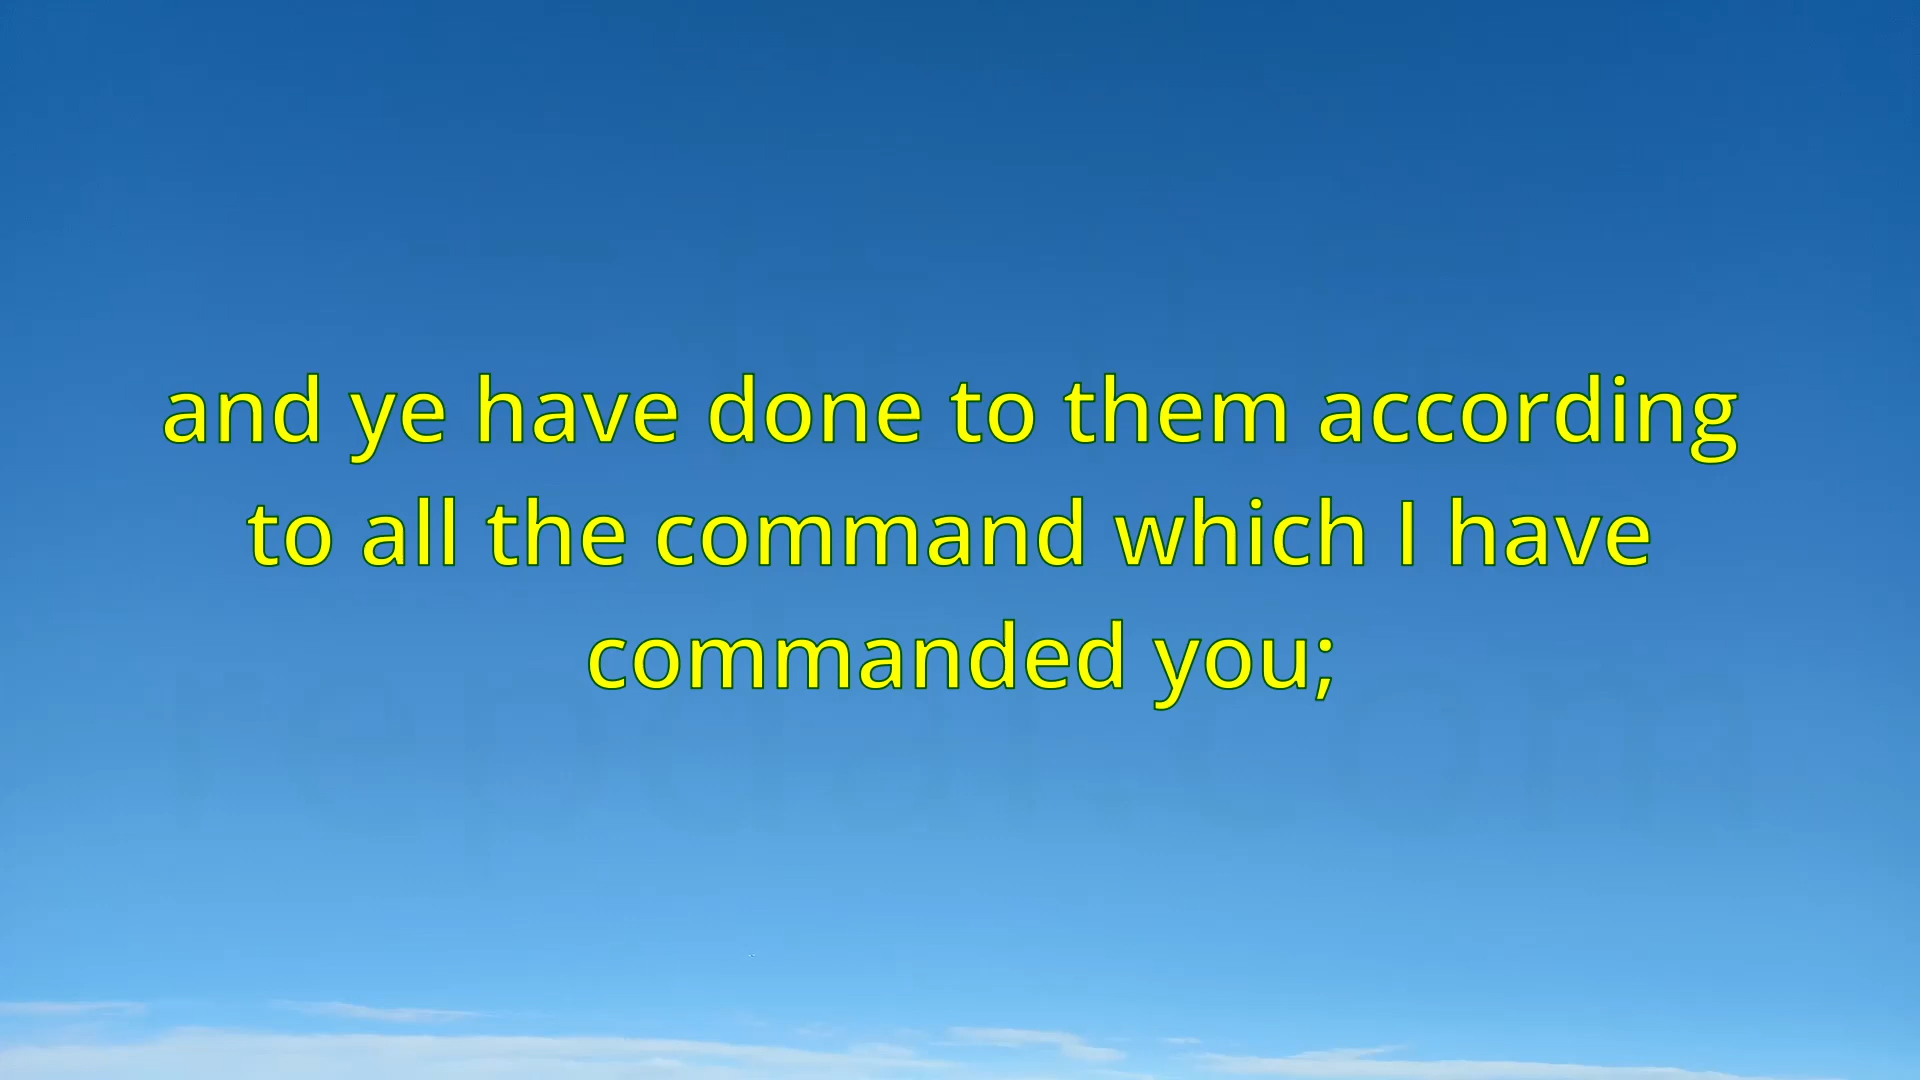 and ye have done to them according
to all the command which I have
commanded you;